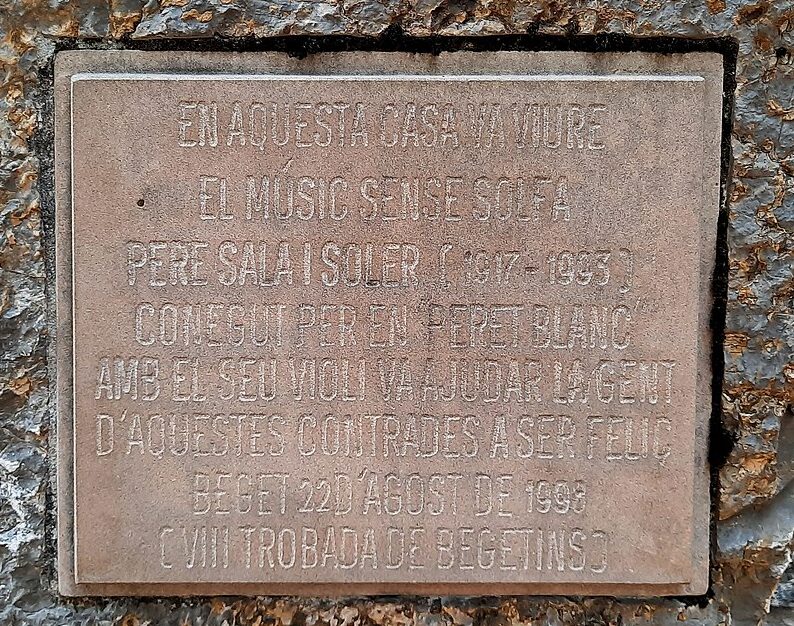 EN AQUESTA CASA VA VIURE
EL MÚSIC SENSE SOLFA
PERE SALA I SOLER (1917 - 1993)
CONEGUT PER EN "PERET BLANC"
AMB EL SEU VIOLI VA AJUDAR LA GENT
D'AQUESTES CONTRADES A SER FELIÇ
BEGET 22 D'AGOST DE 1998
(VIII TROBADA DE BEGETINS)